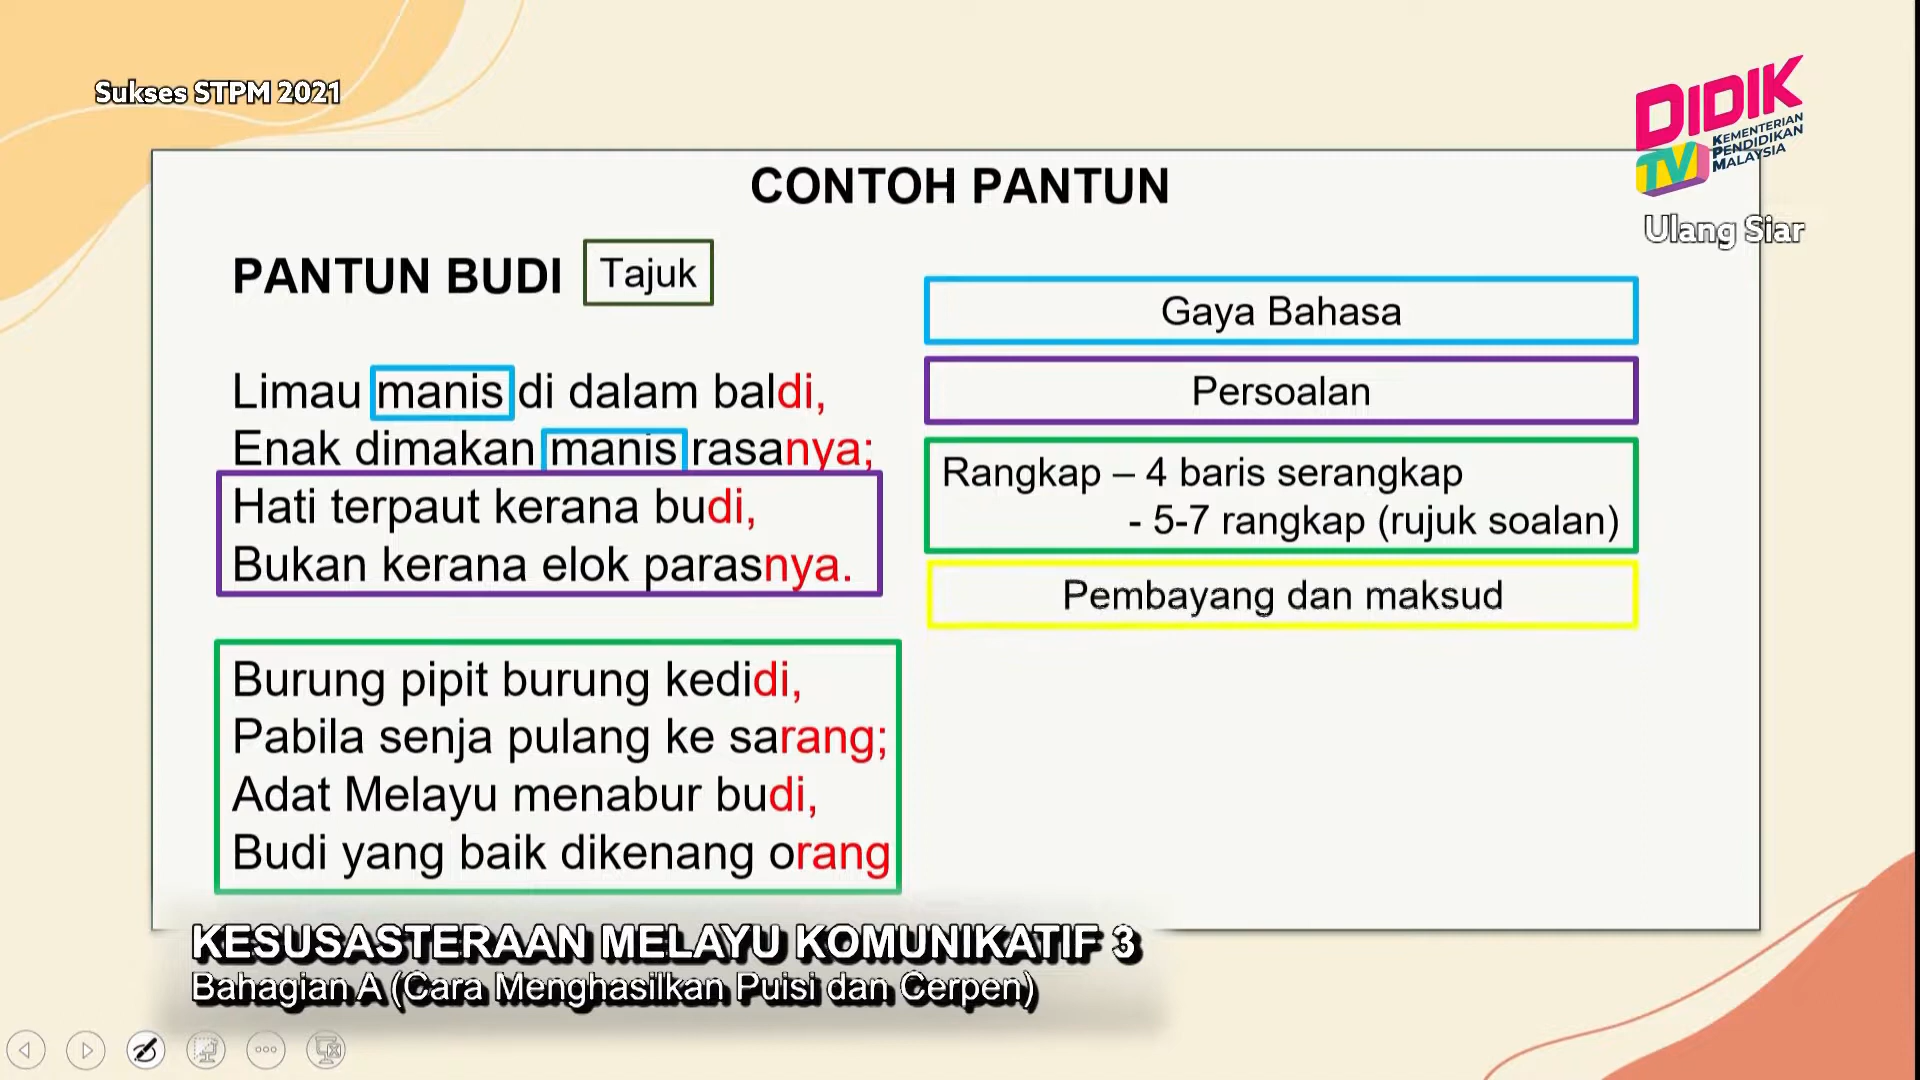 Sukses STPM 2021
DIDIK
TV
KEMENTERIAN
PENDIDIKAN
MALAYSIA
Ulang Siar
CONTOH PANTUN
PANTUN BUDI
Tajuk
Limau manis di dalam baldi,
Enak dimakan manis rasanya;
Hati terpaut kerana budi,
Bukan kerana elok parasnya.
Burung pipit burung kedidi,
Pabila senja pulang ke sarang;
Adat Melayu menabur budi,
Budi yang baik dikenang orang
Gaya Bahasa
Persoalan
Rangkap – 4 baris serangkap
- 5-7 rangkap (rujuk soalan)
Pembayang dan maksud
KESUSASTERAAN MELAYU KOMUNIKATIF 3
Bahagian A (Cara Menghasilkan Puisi dan Cerpen)